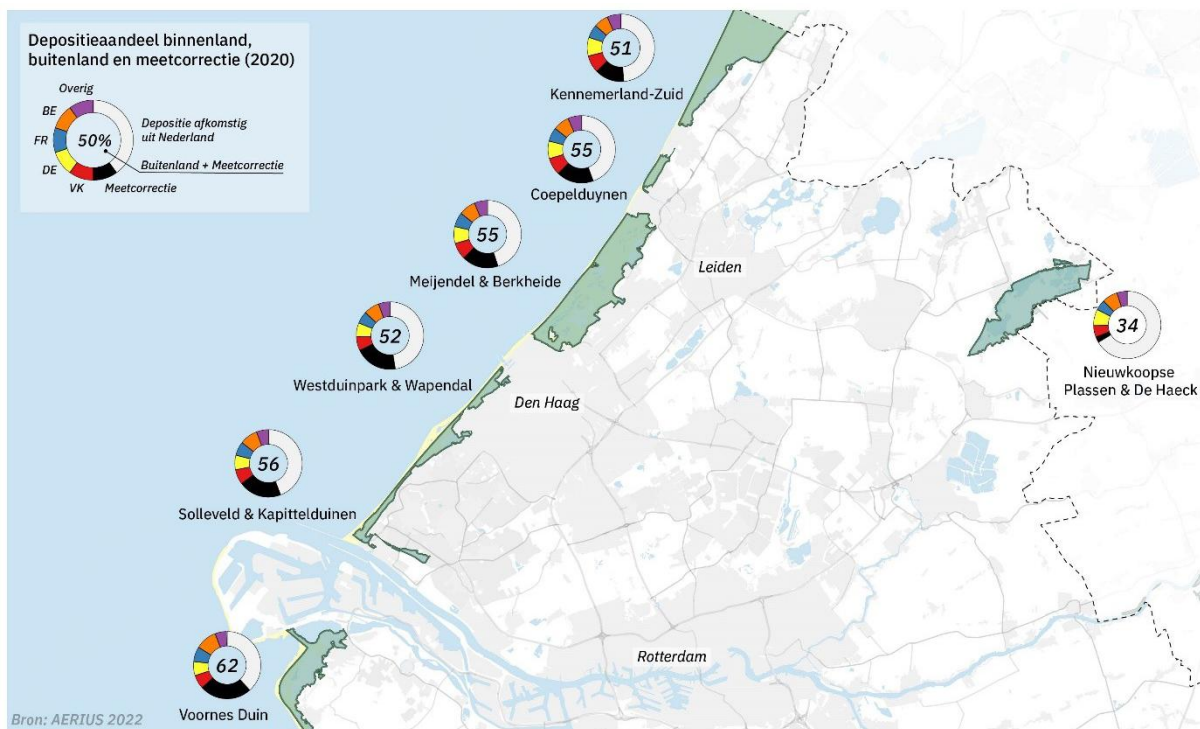 Depositieaandeel binnenland,
buitenland en meetcorrectie (2020)
Overig
BE
FR
DE
VK
Meetcorrectie
50%
Depositie afkomstig
uit Nederland
Buitenland + Meetcorrectie
51
Kennemerland-Zuid
55
Coepelduynen
55
Meijendel & Berkheide
Leiden
34
Nieuwkoopse
Plassen & De Haeck
52
Westduinpark & Wapendal
Den Haag
56
Solleveld & Kapittelduinen
Rotterdam
62
Voornes Duin
Bron: AERIUS 2022